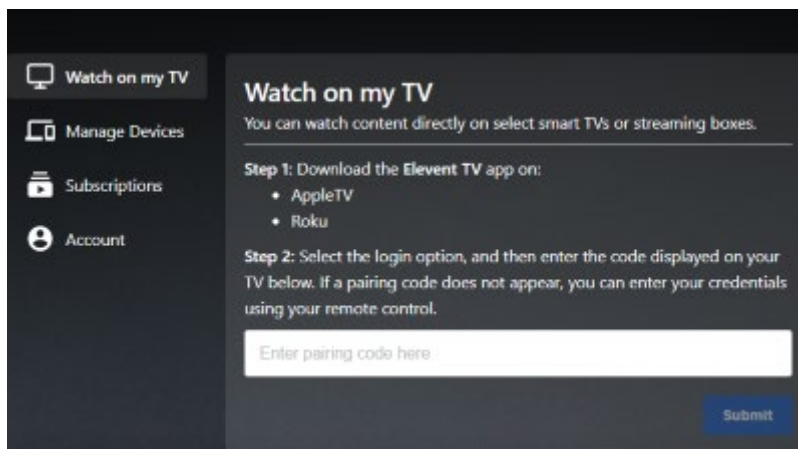 Watch on my TV
Manage Devices
Subscriptions
Account
Watch on my TV
You can watch content directly on select smart TVs or streaming boxes.
Step 1: Download the Elevent TV app on:
• AppleTV
• Roku
Step 2: Select the login option, and then enter the code displayed on your
TV below. If a pairing code does not appear, you can enter your credentials
using your remote control.
Enter pairing code here
Submit